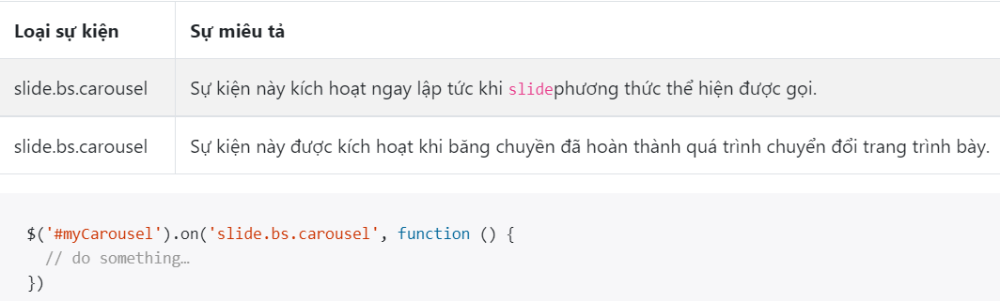 Loại sự kiện Sự miêu tả
slide.bs.carousel Sự kiện này kích hoạt ngay lập tức khi slidephương thức thể hiện được gọi.
slide.bs.carousel Sự kiện này được kích hoạt khi băng chuyền đã hoàn thành quá trình chuyển đổi trang trình bày.
$('#myCarousel').on('slide.bs.carousel', function () {
  // do something…
})